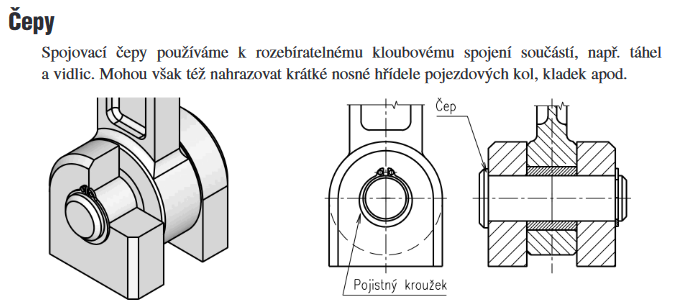 Čepy
Spojovací čepy používáme k rozebíratelnému kloubovému spojení součástí, např. táhel
a vidlic. Mohou však též nahrazovat krátké nosné hřídele pojezdových kol, kladek apod.
Čep
Pojistný kroužek